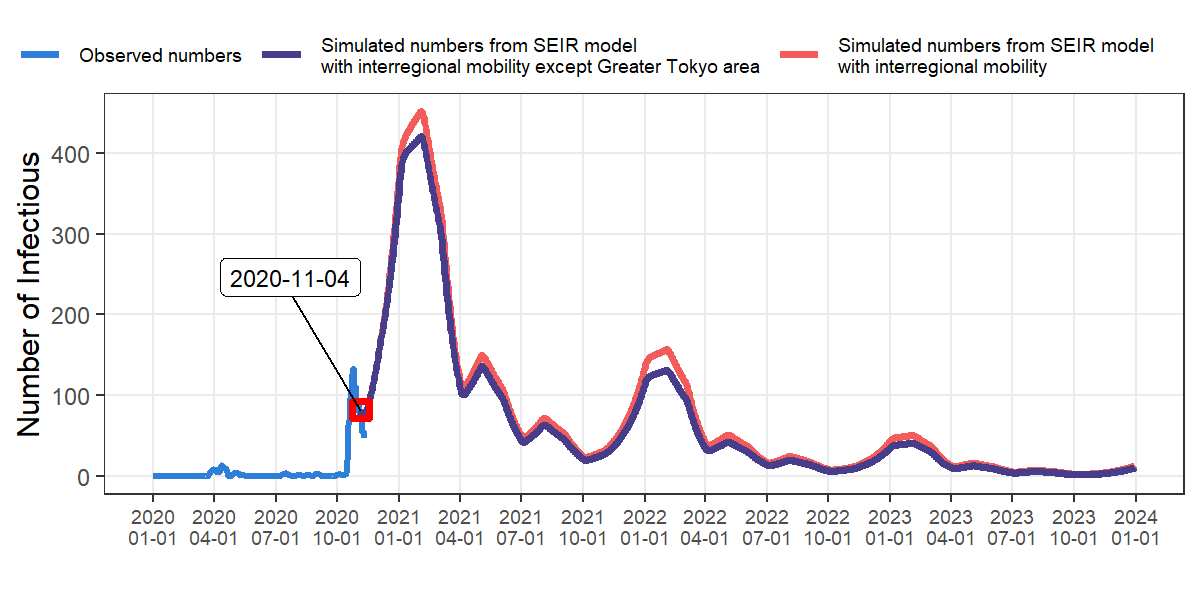 Observed numbers
Simulated numbers from SEIR model
with interregional mobility except Greater Tokyo area
Simulated numbers from SEIR model
with interregional mobility
Number of Infectious
400
300
200
100
0
2020-11-04
2020 2020 2020 2020 2021 2021 2021 2021 2022 2022 2022 2022 2023 2023 2023 2023 2024
01-01 04-01 07-01 10-01 01-01 04-01 07-01 10-01 01-01 04-01 07-01 10-01 01-01 04-01 07-01 10-01 01-01